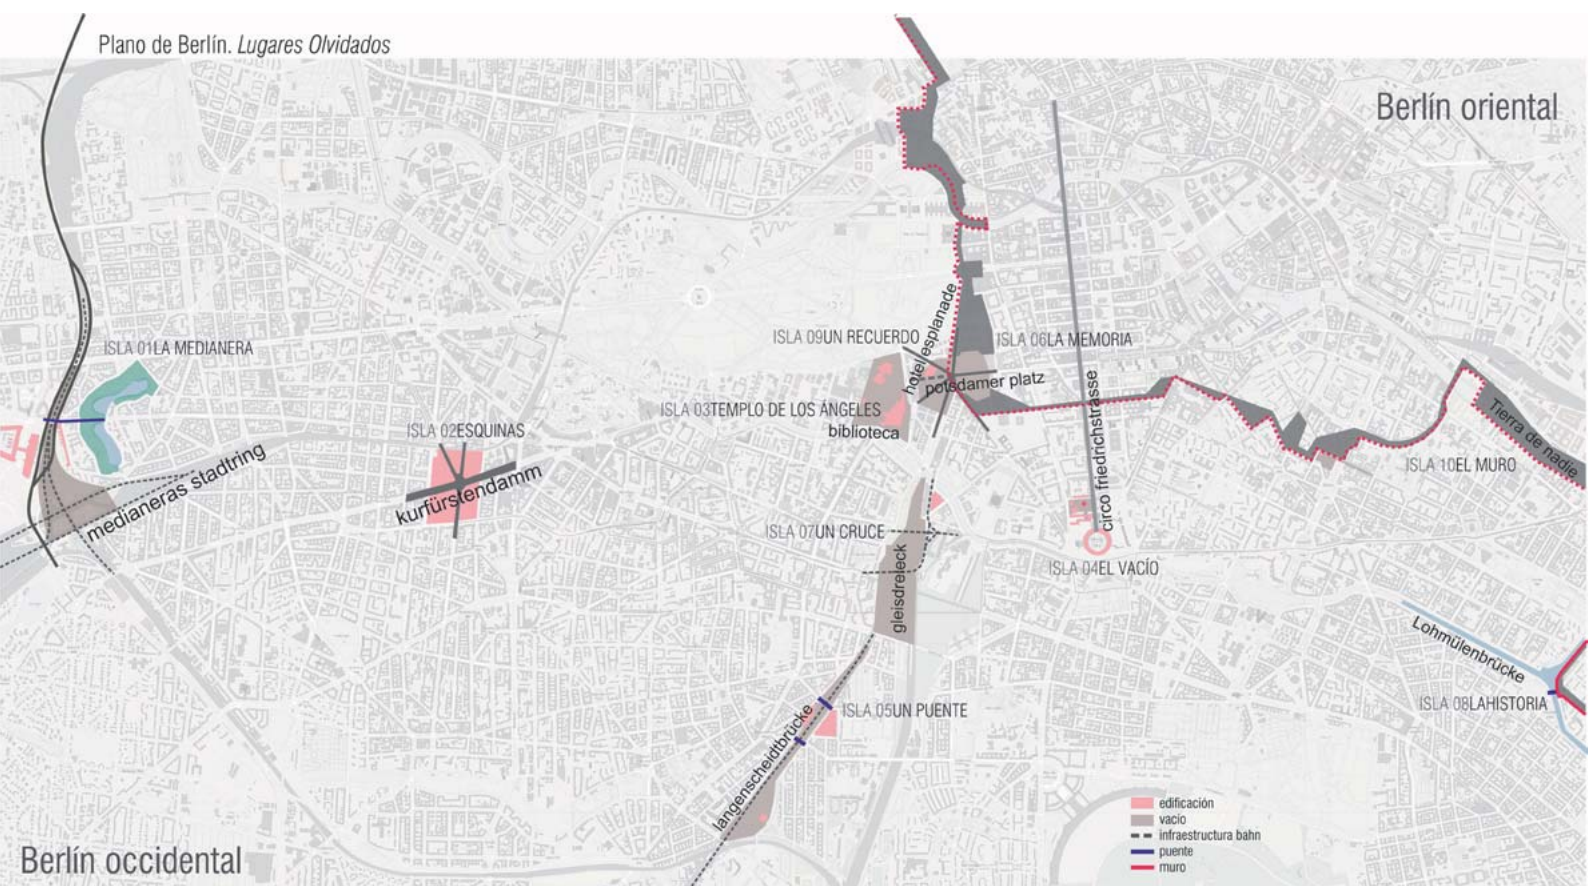 Plano de Berlín. Lugares Olvidados
Berlín oriental
ISLA 01LA MEDIANERA
medianeras stadtring
ISLA 02ESQUINAS
kurfürstendamm
ISLA 09UN RECUERDO
hotel esplanade
ISLA 06LA MEMORIA
potsdamer platz
ISLA 03TEMPLO DE LOS ÁNGELES
biblioteca
circo friedrichstrasse
Tierra de nadie
ISLA 10EL MURO
ISLA 07UN CRUCE
gleisdreleck
ISLA 04EL VACÍO
Lohmülenbrücke
ISLA 08LAHISTORIA
ISLA 05UN PUENTE
langenscheidtbrücke
edificación
vacío
infraestructura bahn
puente
muro
Berlín occidental